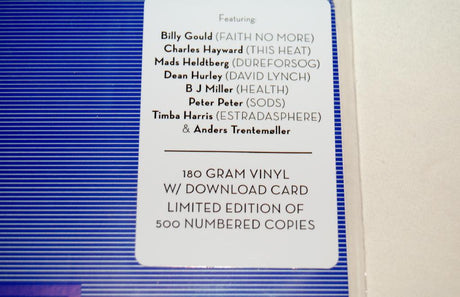 Featuring:
Billy Gould (FAITH NO MORE)
Charles Hayward (THIS HEAT)
Mads Heldtberg (DÜREFORSØG)
Dean Hurley (DAVID LYNCH)
B J Miller (HEALTH)
Peter Peter (SODS)
Timba Harris (ESTRADASPHERE)
& Anders Trentemøller
180 GRAM VINYL
W/ DOWNLOAD CARD
LIMITED EDITION OF
500 NUMBERED COPIES